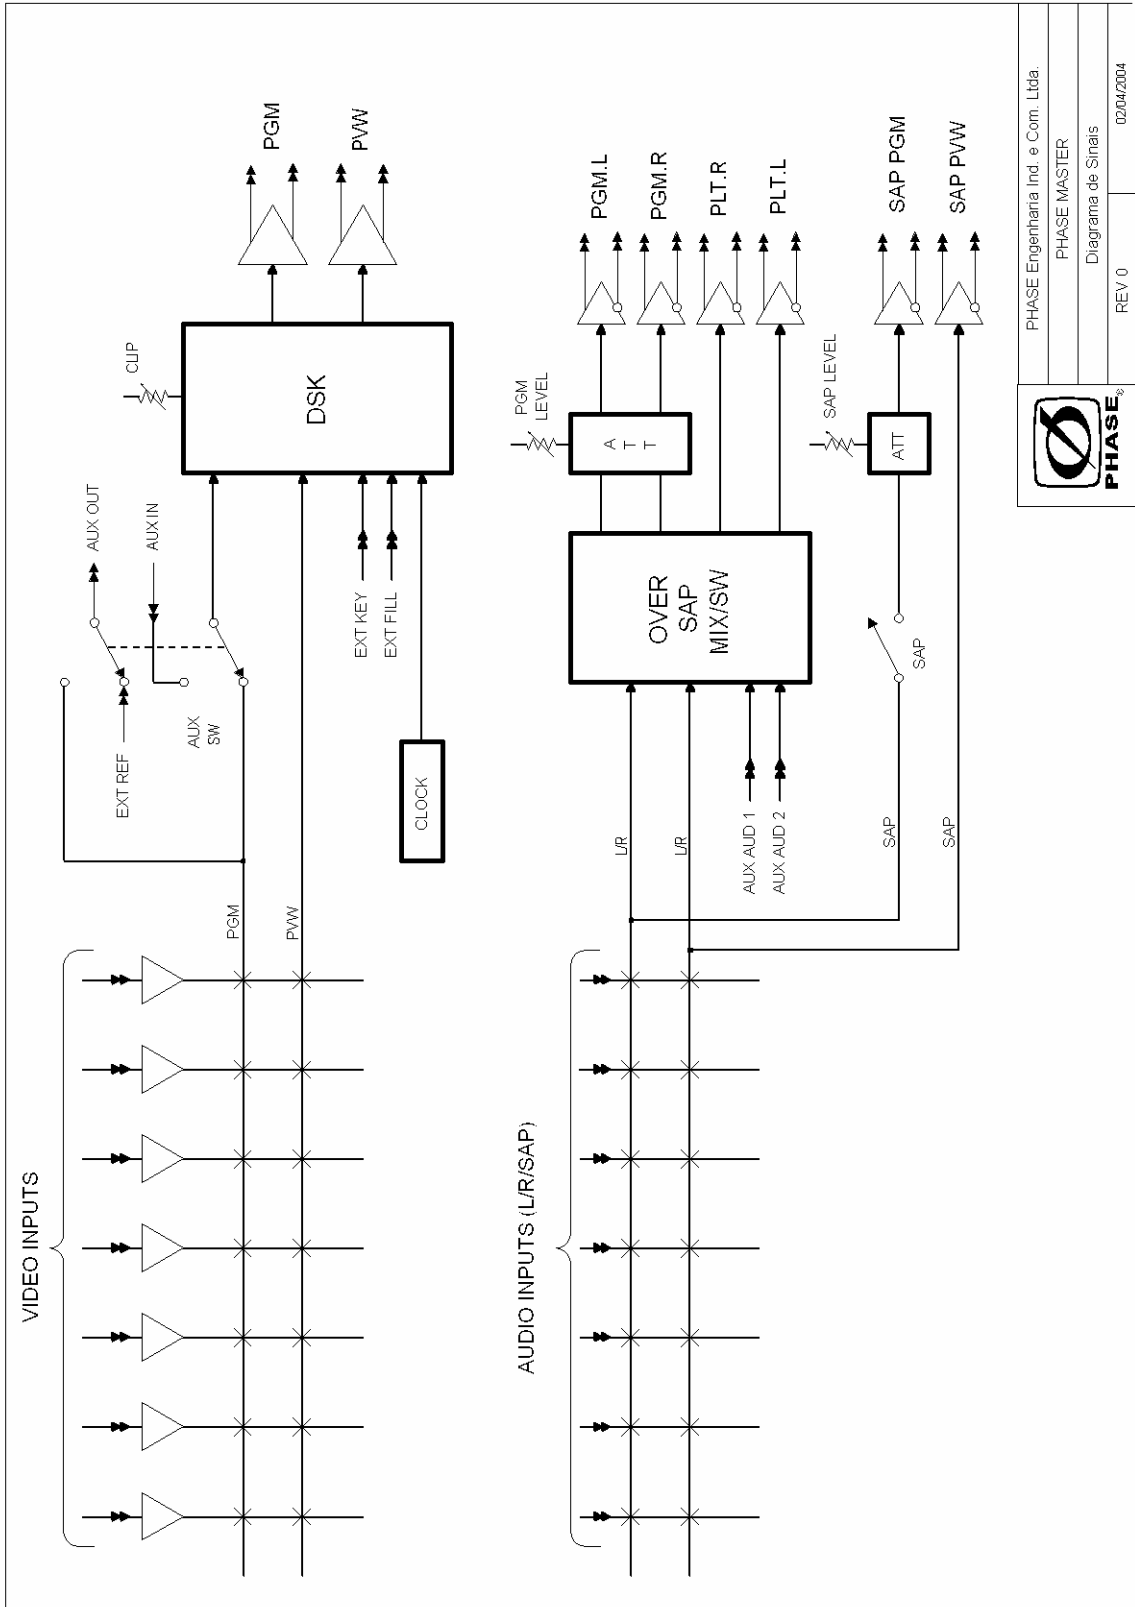 VIDEO INPUTS
PGM
PVW
EXT REF
AUX
SW
AUX OUT
AUX IN
EXT KEY
EXT FILL
CLOCK
CLIP
DSK
PGM
PVW
AUDIO INPUTS (L/R/SAP)
L/R
L/R
AUX AUD 1
AUX AUD 2
SAP
SAP
OVER
SAP
MIX/SW
SAP
PGM
LEVEL
A
T
T
SAP LEVEL
ATT
PGM.L
PGM.R
PLT.R
PLT.L
SAP PGM
SAP PVW
PHASE®
PHASE Engenharia Ind. e Com. Ltda.
PHASE MASTER
Diagrama de Sinais
REV 0
02/04/2004